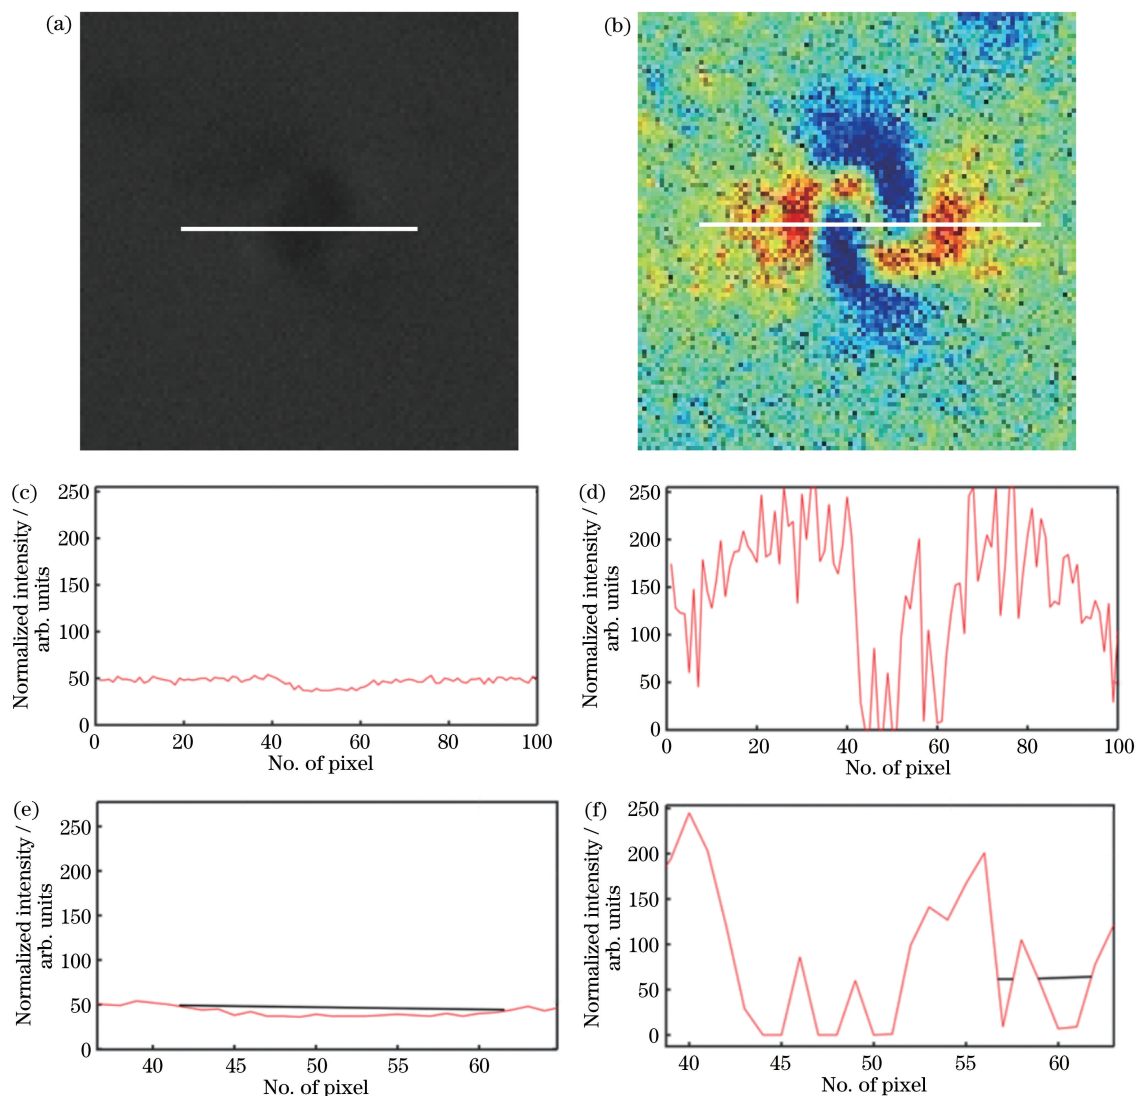 (a)
(b)
(c)
250
200
150
100
50
0
Normalized intensity /
arb. units
0 20 40 60 80 100
No. of pixel
(d)
250
200
150
100
50
0
Normalized intensity /
arb. units
0 20 40 60 80 100
No. of pixel
(e)
250
200
150
100
50
0
Normalized intensity /
arb. units
40 45 50 55 60
No. of pixel
(f)
250
200
150
100
50
0
Normalized intensity /
arb. units
40 45 50 55 60
No. of pixel